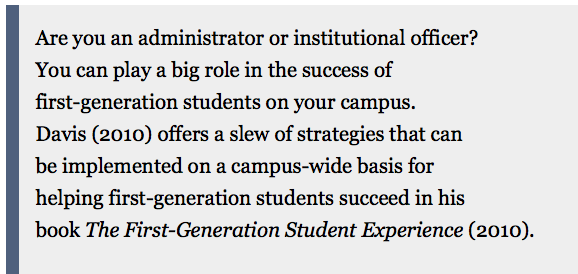 Are you an administrator or institutional officer?
You can play a big role in the success of
first-generation students on your campus.
Davis (2010) offers a slew of strategies that can
be implemented on a campus-wide basis for
helping first-generation students succeed in his
book The First-Generation Student Experience (2010).